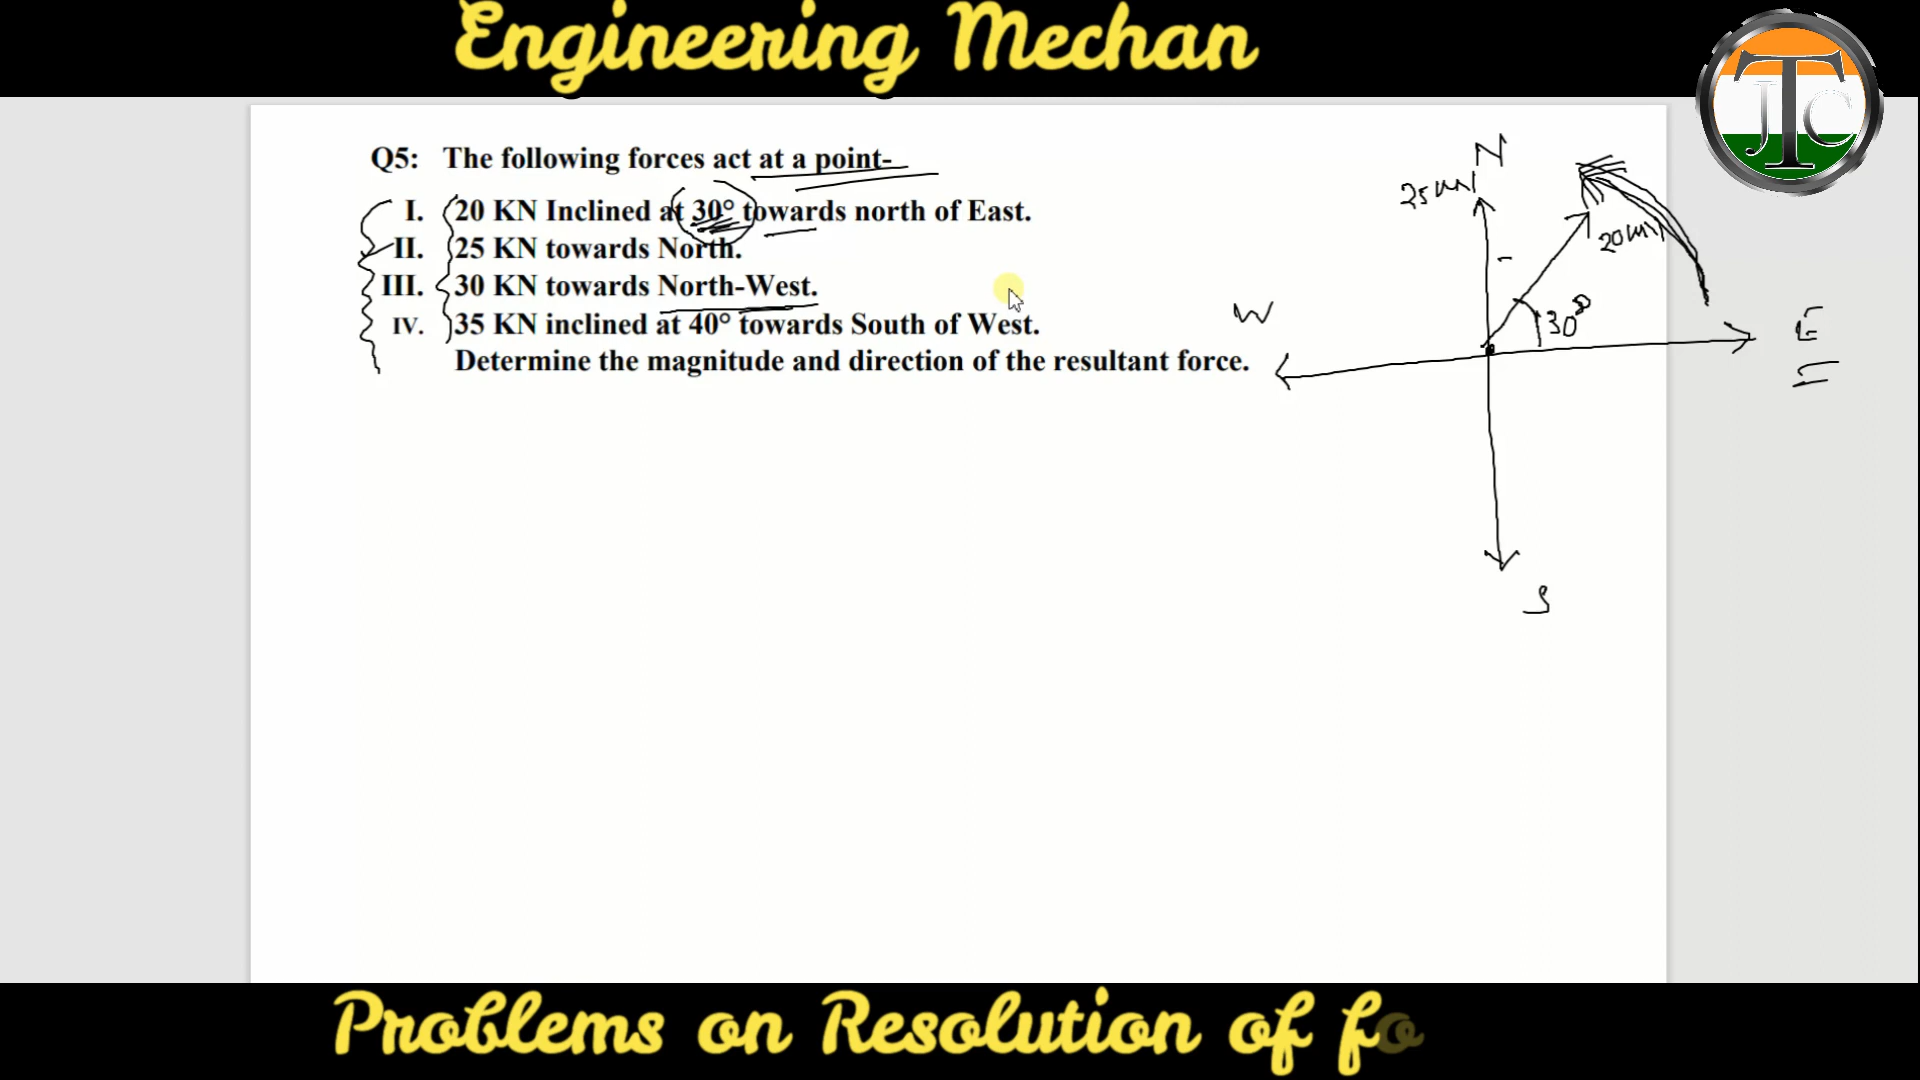 Engineering Mechan
JTC
Q5: The following forces act at a point-
I. 20 KN Inclined at 30° towards north of East.
II. 25 KN towards North.
III. 30 KN towards North-West.
IV. 35 KN inclined at 40° towards South of West.
Determine the magnitude and direction of the resultant force.
N
25 KN
20 KN
30°
W
E
S
Problems on Resolution of fo